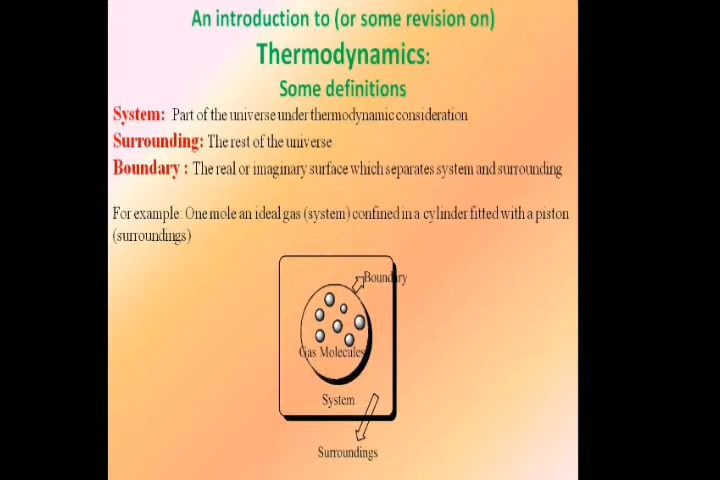 An introduction to (or some revision on)
Thermodynamics:
Some definitions
System: Part of the universe under thermodynamic consideration
Surrounding: The rest of the universe
Boundary : The real or imaginary surface which separates system and surrounding
For example: One mole an ideal gas (system) confined in a cylinder fitted with a piston
(surroundings)
Boundary
Gas Molecules
System
Surroundings